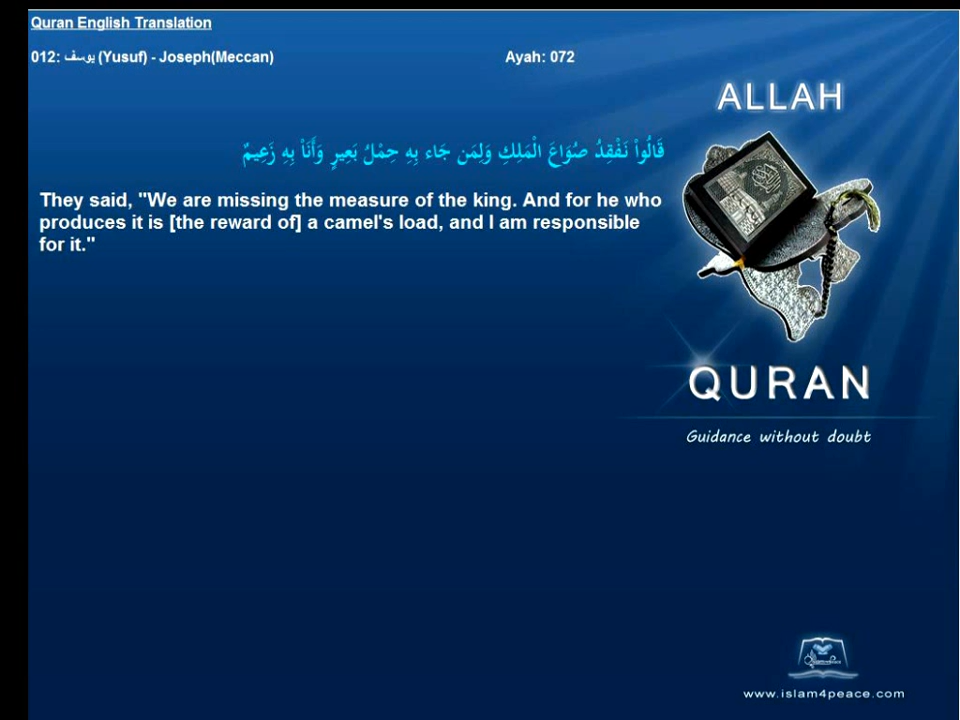 Quran English Translation
012: يوسف (Yusuf) - Joseph(Meccan)
Ayah: 072
ALLAH
قَالُواْ نَفْقِدُ صُوَاعَ الْمَلِكِ وَلِمَن جَاء بِهِ حِمْلُ بَعِيرٍ وَأَنَاْ بِهِ زَعِيمٌ
They said, "We are missing the measure of the king. And for he who
produces it is [the reward of] a camel's load, and I am responsible
for it."
QURAN
Guidance without doubt
www.islam4peace.com